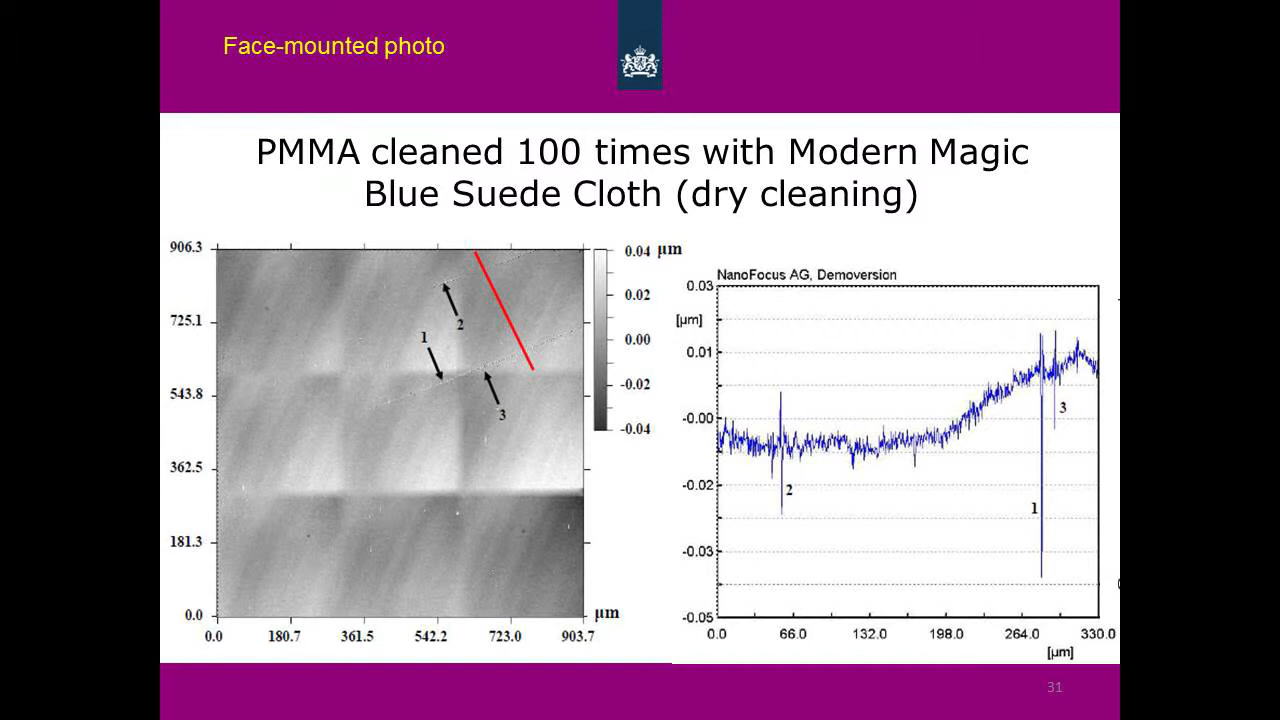 Face-mounted photo
PMMA cleaned 100 times with Modern Magic
Blue Suede Cloth (dry cleaning)
906.3
725.1
543.8
362.5
181.3
0.0
0.0 180.7 361.5 542.2 723.0 903.7
μm
1
2
3
0.04 μm
0.02
0.00
-0.02
-0.04
NanoFocus AG, Demoversion
0.03
[µm]
0.01
-0.00
-0.02
-0.03
-0.05
0.0 66.0 132.0 198.0 264.0 330.0
[µm]
2
1
3
31